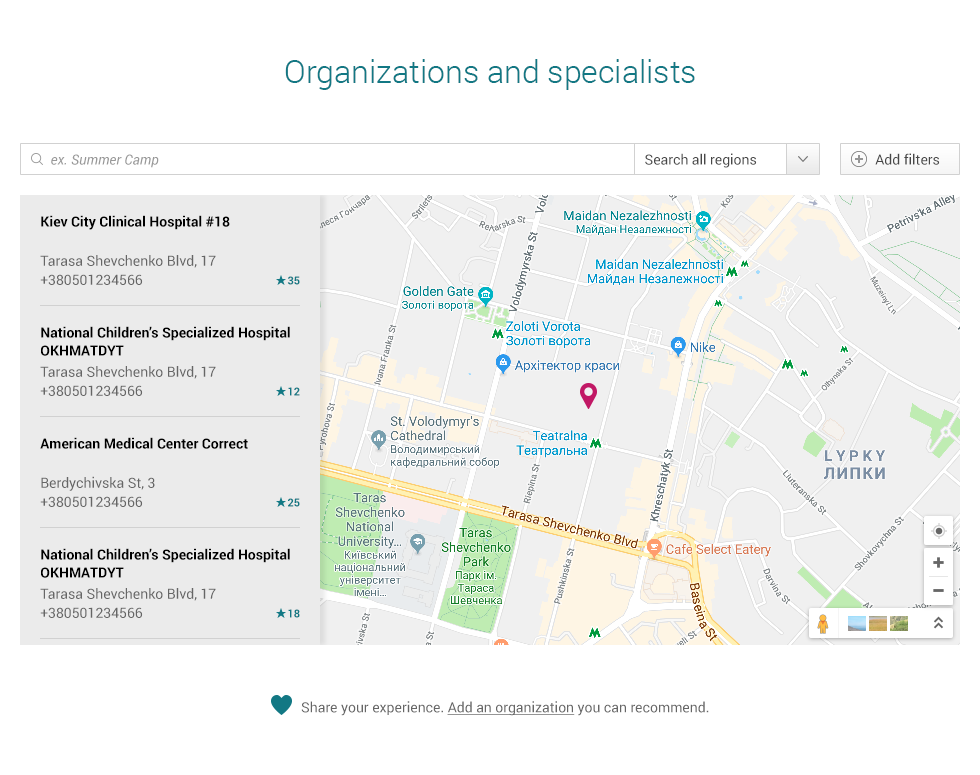 Organizations and specialists
ex. Summer Camp
Search all regions
Add filters
Kiev City Clinical Hospital #18
Tarasa Shevchenko Blvd, 17
+380501234566
★35
National Children's Specialized Hospital
OKHMATDYT
Tarasa Shevchenko Blvd, 17
+380501234566
★12
American Medical Center Correct
Berdychivska St, 3
+380501234566
★25
National Children's Specialized Hospital
OKHMATDYT
Tarasa Shevchenko Blvd, 17
+380501234566
★18
Reitarska St
Volodymyrska St
Maidan Nezalezhnosti
Майдан Незалежності
Petrivs'ka Alley
Maidan Nezalezhnosti
Майдан Незалежності
Muzeinyi Ln
Golden Gate
Золоті ворота
Zoloti Vorota
Золоті ворота
Nike
Архітектор краси
Ivana Franka St
Olhynska St
St. Volodymyr's
Cathedral
Володимирський
кафедральний собор
Teatralna
Театральна
Pyrohova St
Riepina St
Khreschatyk St
LYPKY
ЛИПКИ
Liuteranska St
Taras
Shevchenko
National
University...
Київський
національний
університет
імені...
Tarasa Shevchenko Blvd
Taras
Shevchenko
Park
Парк ім.
Тараса
Шевченка
Cafe Select Eatery
Shovkovychna St
Pushkinska St
Darvina St
Baseina St
Share your experience. Add an organization you can recommend.